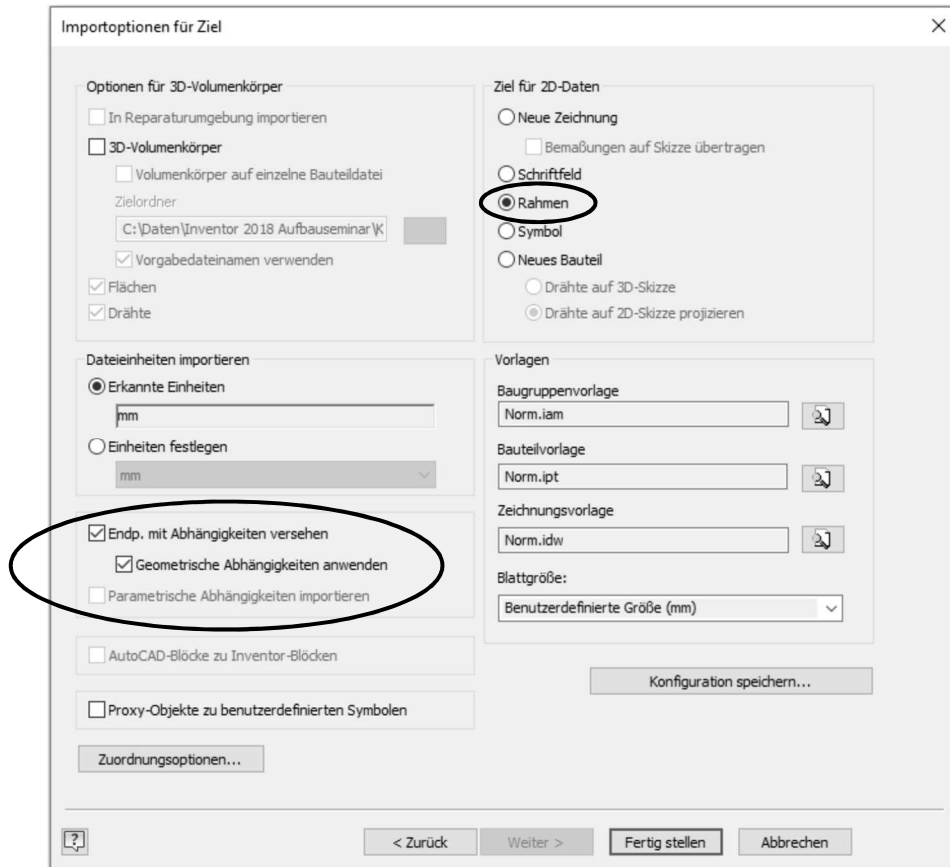 Importoptionen für Ziel
Optionen für 3D-Volumenkörper
In Reparaturumgebung importieren
3D-Volumenkörper
Volumenkörper auf einzelne Bauteildatei
Zielordner
C:\Daten\Inventor 2018 Aufbauseminar\K
Vorgabedateinamen verwenden
Flächen
Drähte
Dateieinheiten importieren
Erkannte Einheiten
mm
Einheiten festlegen
mm
Endp. mit Abhängigkeiten versehen
Geometrische Abhängigkeiten anwenden
Parametrische Abhängigkeiten importieren
AutoCAD-Blöcke zu Inventor-Blöcken
Proxy-Objekte zu benutzerdefinierten Symbolen
Zuordnungsoptionen...
Ziel für 2D-Daten
Neue Zeichnung
Bemaßungen auf Skizze übertragen
Schriftfeld
Rahmen
Symbol
Neues Bauteil
Drähte auf 3D-Skizze
Drähte auf 2D-Skizze projizieren
Vorlagen
Baugruppenvorlage
Norm.iam
Bauteilvorlage
Norm.ipt
Zeichnungsvorlage
Norm.idw
Blattgröße:
Benutzerdefinierte Größe (mm)
Konfiguration speichern...
?
< Zurück
Weiter >
Fertig stellen
Abbrechen